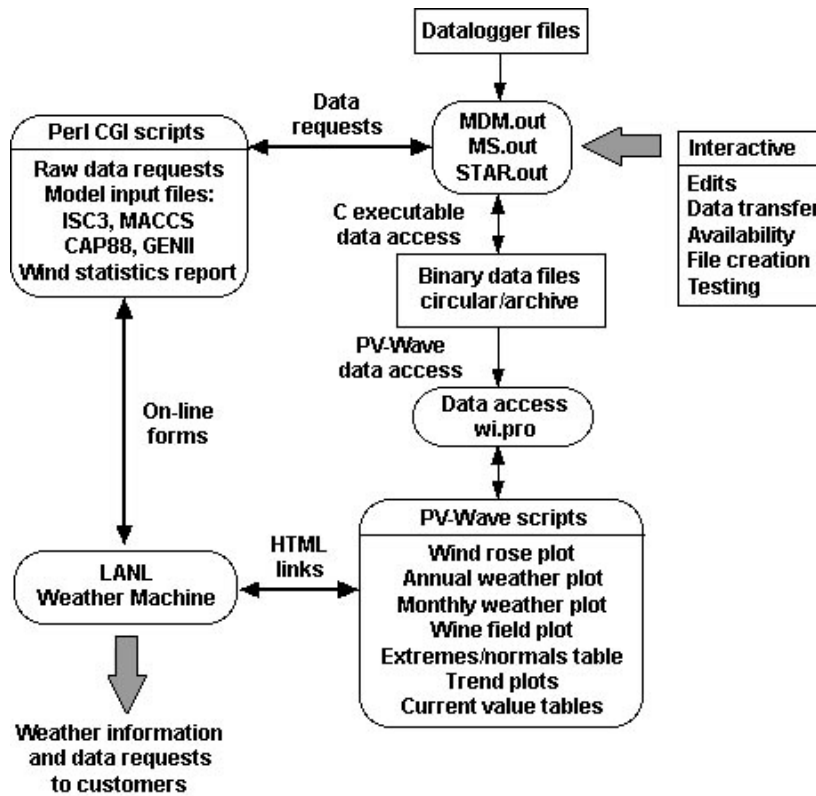 Datalogger files
Data
requests
Perl CGI scripts
Raw data requests
Model input files:
ISC3, MACCS
CAP88, GENII
Wind statistics report
MDM.out
MS.out
STAR.out
Interactive
Edits
Data transfer
Availability
File creation
Testing
C executable
data access
Binary data files
circular/archive
PV-Wave
data access
Data access
wi.pro
On-line
forms
PV-Wave scripts
Wind rose plot
Annual weather plot
Monthly weather plot
Wine field plot
Extremes/normals table
Trend plots
Current value tables
HTML
links
LANL
Weather Machine
Weather information
and data requests
to customers